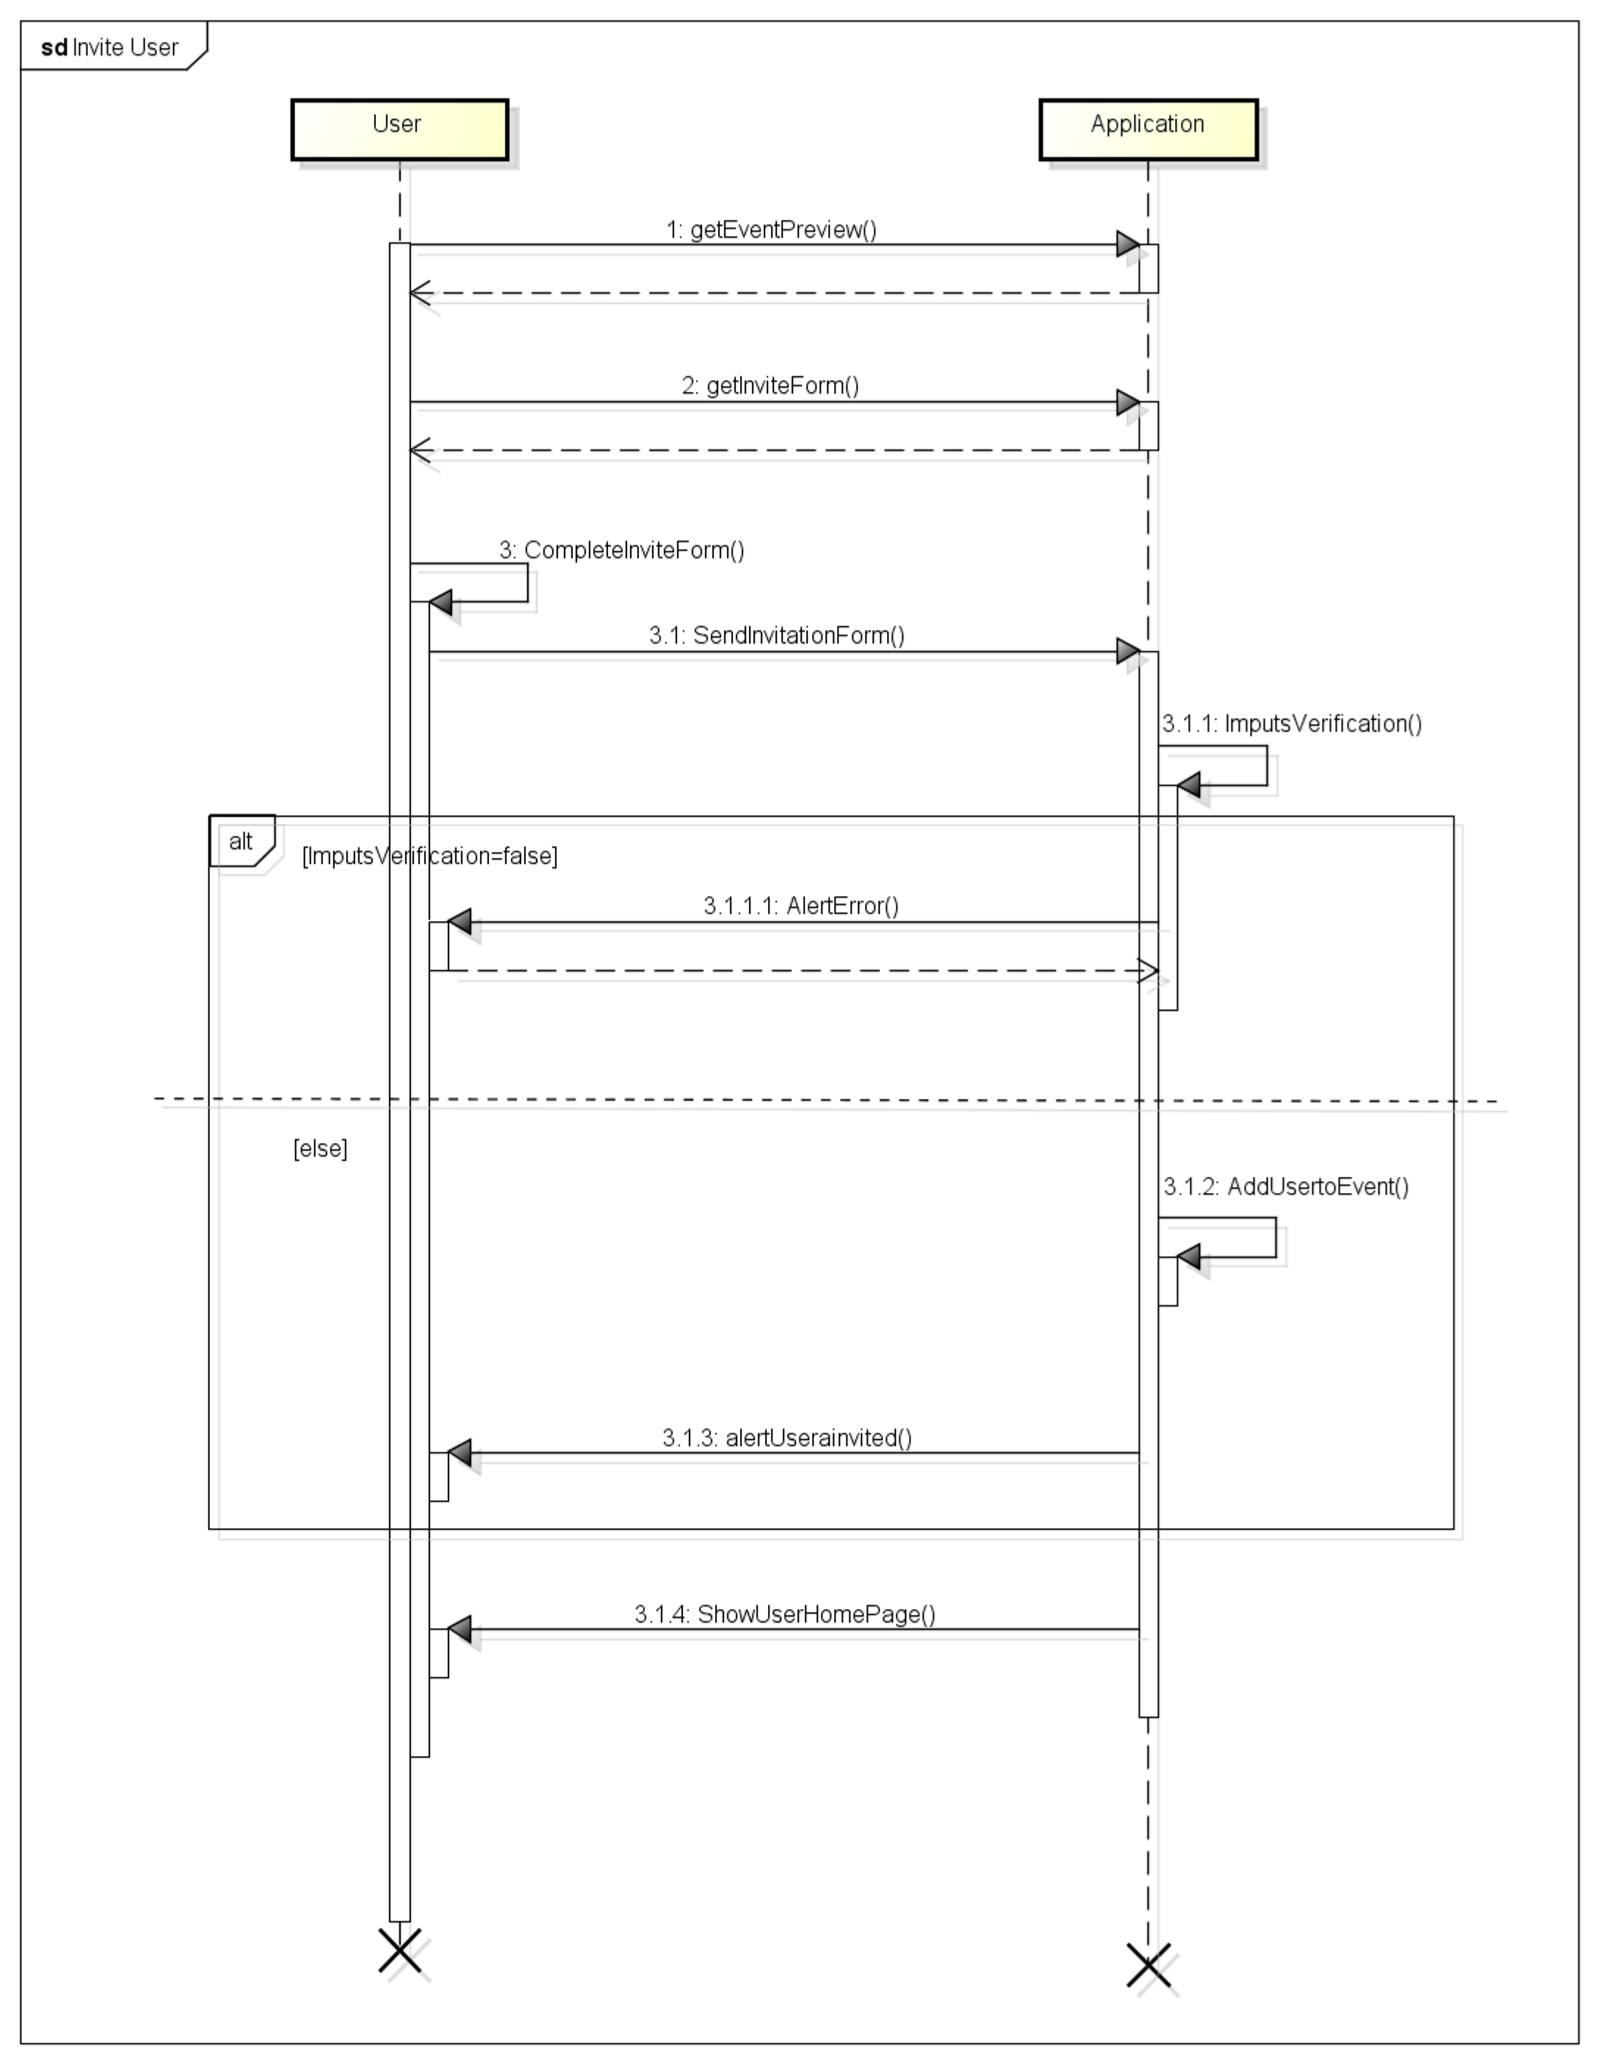 sd Invite User
User
Application
1: getEventPreview()
2: getInviteForm()
3: CompleteInviteForm()
3.1: SendInvitationForm()
3.1.1: ImputsVerification()
alt
[ImputsVerification=false]
3.1.1.1: AlertError()
[else]
3.1.2: AddUsertoEvent()
3.1.3: alertUserainvited()
3.1.4: ShowUserHomePage()